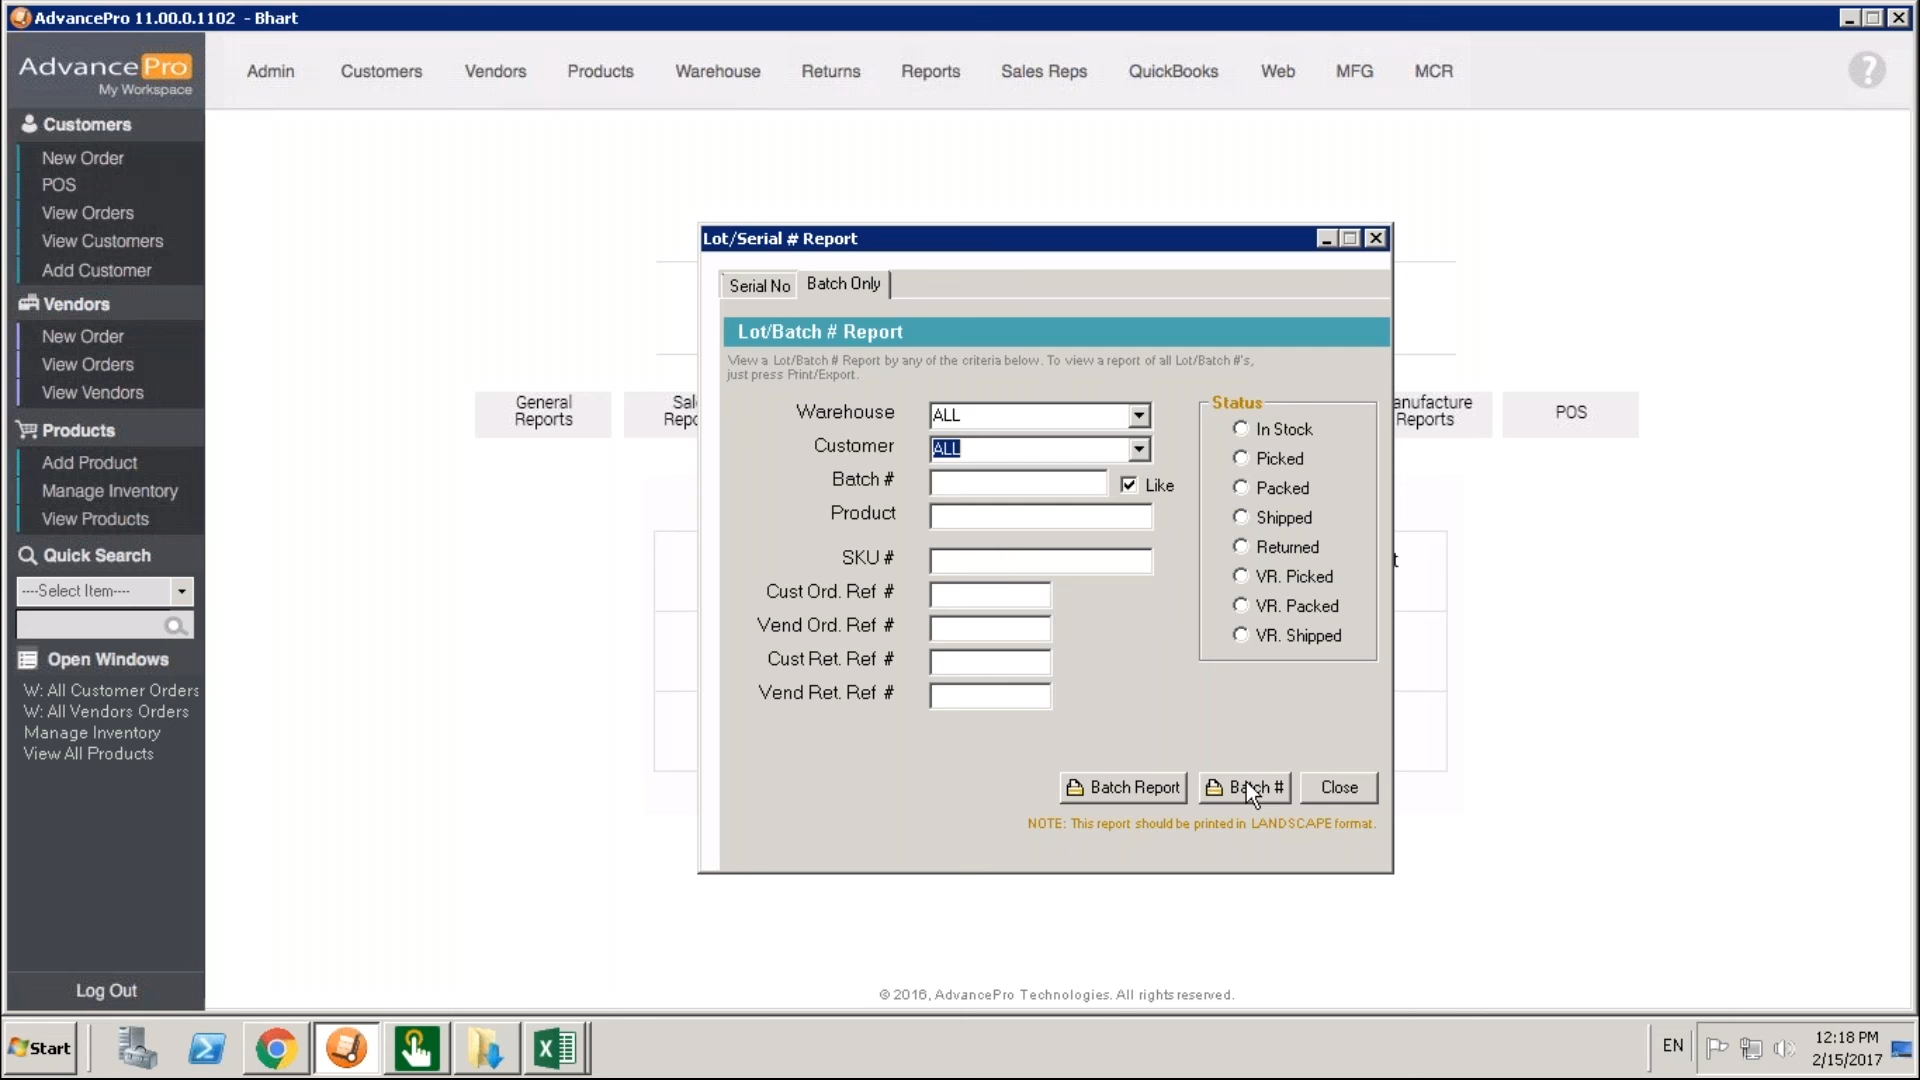 AdvancePro 11.00.0.1102 - Bhart
AdvancePro
My Workspace
Admin
Customers
Vendors
Products
Warehouse
Returns
Reports
Sales Reps
QuickBooks
Web
MFG
MCR
?
Customers
New Order
POS
View Orders
View Customers
Add Customer
Vendors
New Order
View Orders
View Vendors
Products
Add Product
Manage Inventory
View Products
Quick Search
----Select Item----
Open Windows
W: All Customer Orders
W: All Vendors Orders
Manage Inventory
View All Products
Log Out
General
Reports
POS
Lot/Serial # Report
Serial No
Batch Only
Lot/Batch # Report
View a Lot/Batch # Report by any of the criteria below. To view a report of all Lot/Batch #'s,
just press Print/Export.
Warehouse
ALL
Customer
ALL
Batch #
Like
Product
SKU #
Cust Ord. Ref #
Vend Ord. Ref #
Cust Ret. Ref #
Vend Ret. Ref #
Status
In Stock
Picked
Packed
Shipped
Returned
VR. Picked
VR. Packed
VR. Shipped
Batch Report
Batch #
Close
NOTE: This report should be printed in LANDSCAPE format.
© 2016, AdvancePro Technologies. All rights reserved.
Start
EN
12:18 PM
2/15/2017